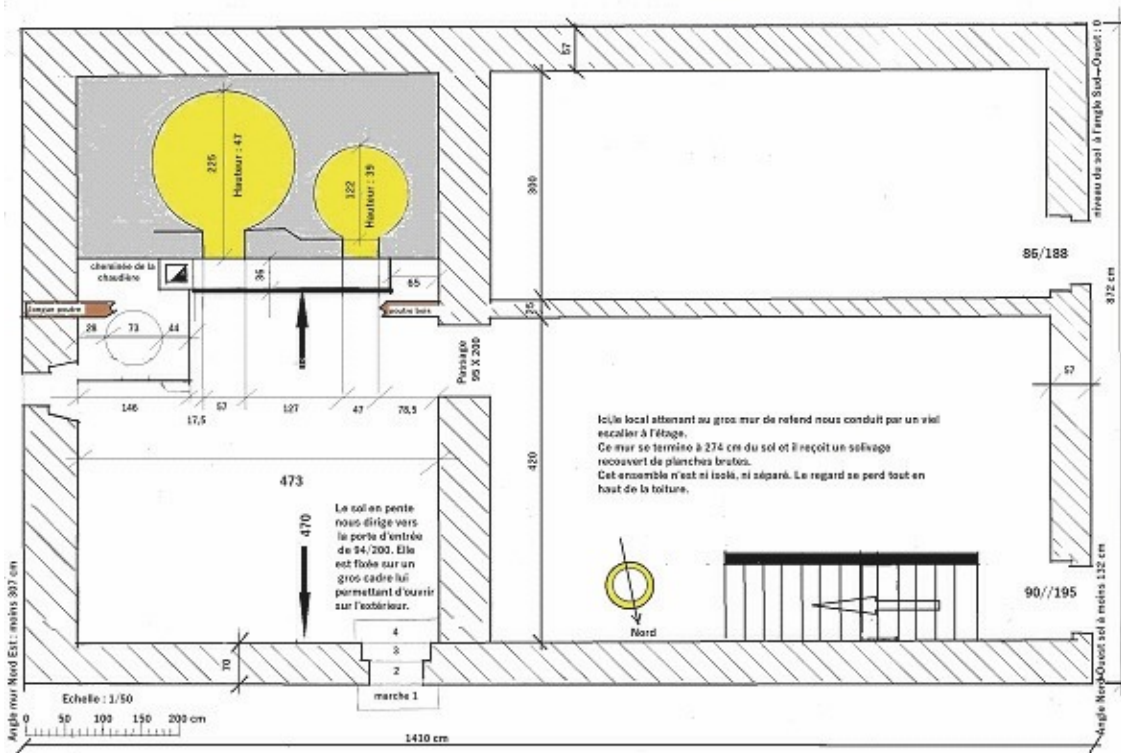 57
niveau du sol à l'angle Sud-Ouest : 0
225
Hauteur : 47
122
Hauteur : 39
300
86/188
872 cm
cheminée de la
chaudière
36
65
longue poutre
poutre bois
25
28
73
44
Passage
95 X 200
57
146
17,5
57
127
47
78,5
Ici,le local attenant au gros mur de refend nous conduit par un viel
escalier à l'étage.
Ce mur se termine à 274 cm du sol et il reçoit un solivage
recouvert de planches brutes.
Cet ensemble n'est ni isolé, ni séparé. Le regard se perd tout en
haut de la toiture.
420
473
470
Le sol en pente
nous dirige vers
la porte d'entrée
de 94/200. Elle
est fixée sur un
gros cadre lui
permettant d'ouvrir
sur l'extérieur.
Nord
90//195
4
3
2
marche 1
70
Angle mur Nord Est : moins 307 cm
Angle Nord-Ouest sol à moins 132 cm
Echelle : 1/50
0 50 100 150 200 cm
1410 cm